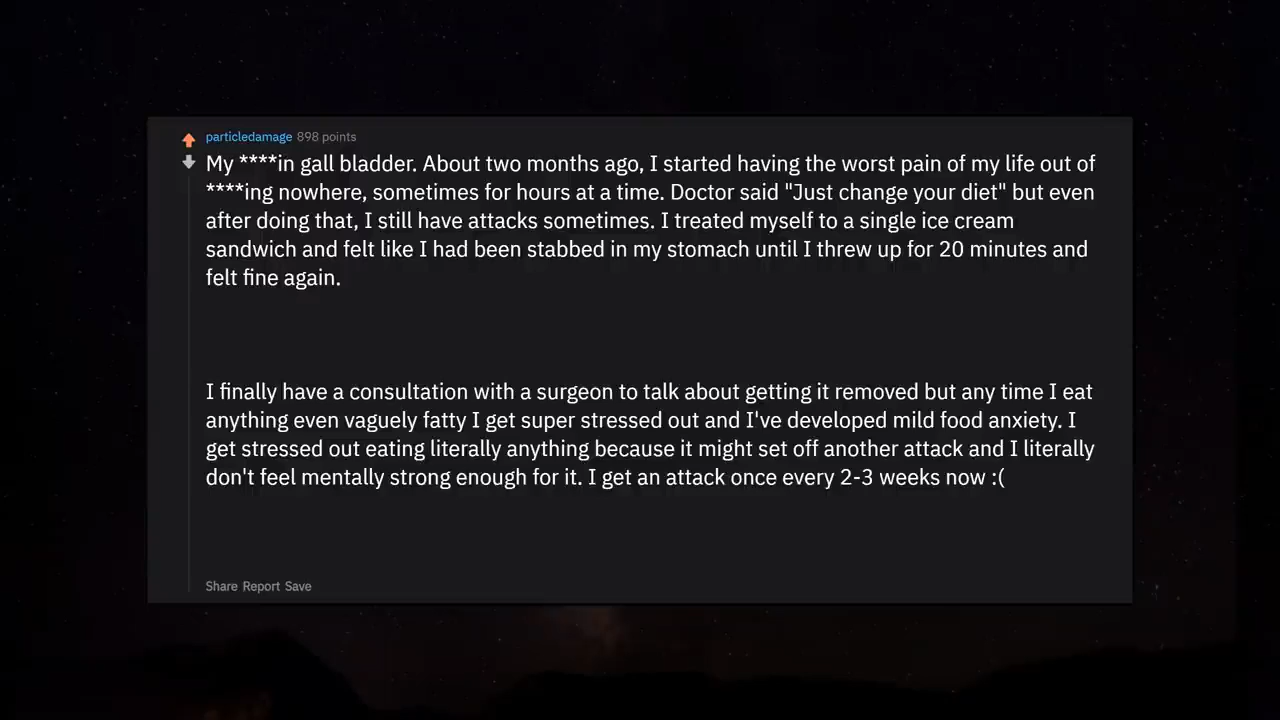 particledamage 898 points
My ****in gall bladder. About two months ago, I started having the worst pain of my life out of
****ing nowhere, sometimes for hours at a time. Doctor said "Just change your diet" but even
after doing that, I still have attacks sometimes. I treated myself to a single ice cream
sandwich and felt like I had been stabbed in my stomach until I threw up for 20 minutes and
felt fine again.
I finally have a consultation with a surgeon to talk about getting it removed but any time I eat
anything even vaguely fatty I get super stressed out and I've developed mild food anxiety. I
get stressed out eating literally anything because it might set off another attack and I literally
don't feel mentally strong enough for it. I get an attack once every 2-3 weeks now :(
Share Report Save